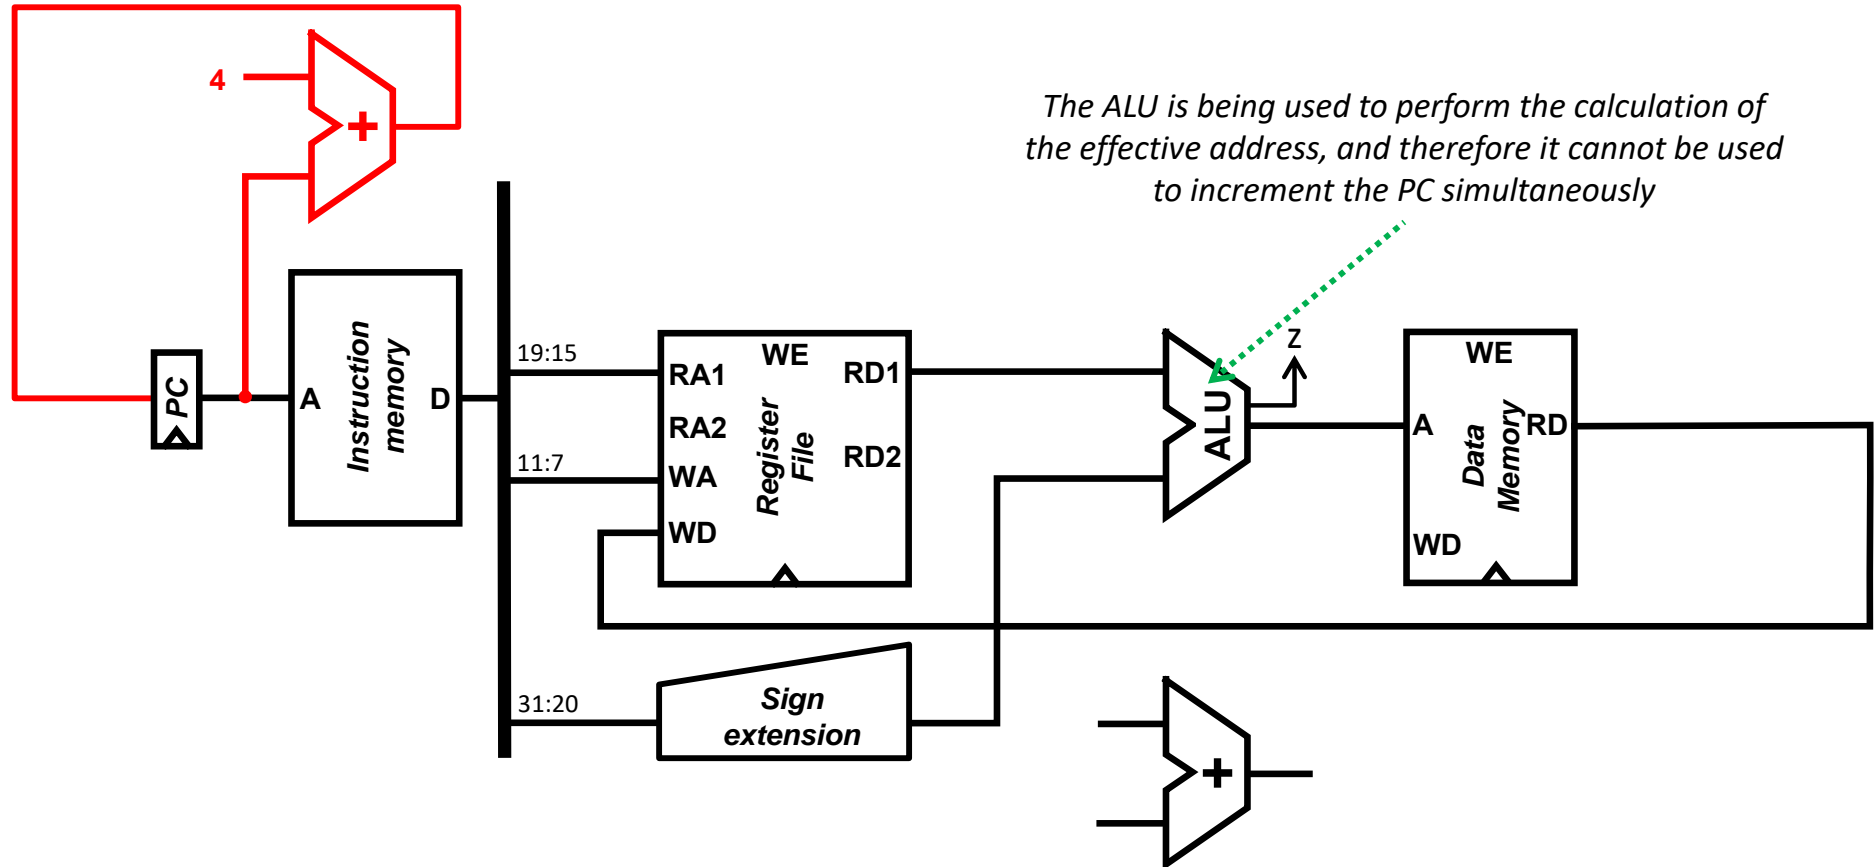 4
+
The ALU is being used to perform the calculation of
the effective address, and therefore it cannot be used
to increment the PC simultaneously
PC
A
Instruction
memory
D
19:15
11:7
31:20
RA1
RA2
WA
WD
WE
Register
File
RD1
RD2
Sign
extension
ALU
Z
+
A
WD
WE
Data
Memory
RD